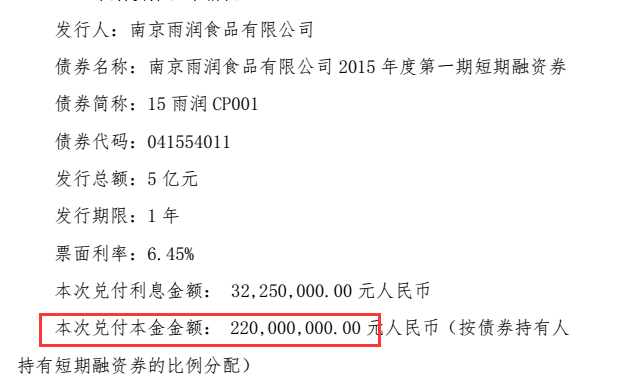 发行人：南京雨润食品有限公司
债券名称：南京雨润食品有限公司 2015 年度第一期短期融资券
债券简称：15 雨润 CP001
债券代码：041554011
发行总额：5 亿元
发行期限：1 年
票面利率：6.45%
本次兑付利息金额： 32,250,000.00 元人民币
本次兑付本金金额： 220,000,000.00 元人民币（按债券持有人
持有短期融资券的比例分配）